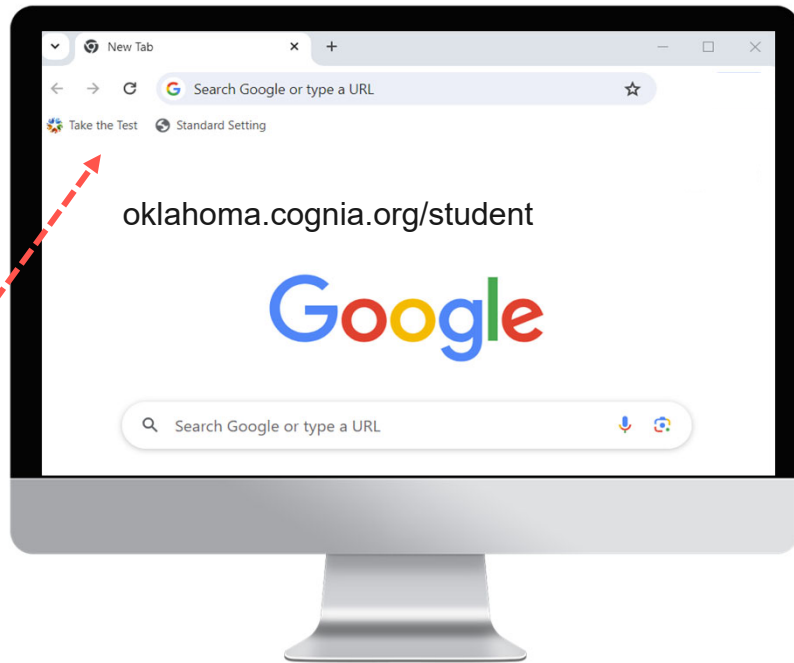 New Tab
Search Google or type a URL
Take the Test Standard Setting
oklahoma.cognia.org/student
Google
Search Google or type a URL